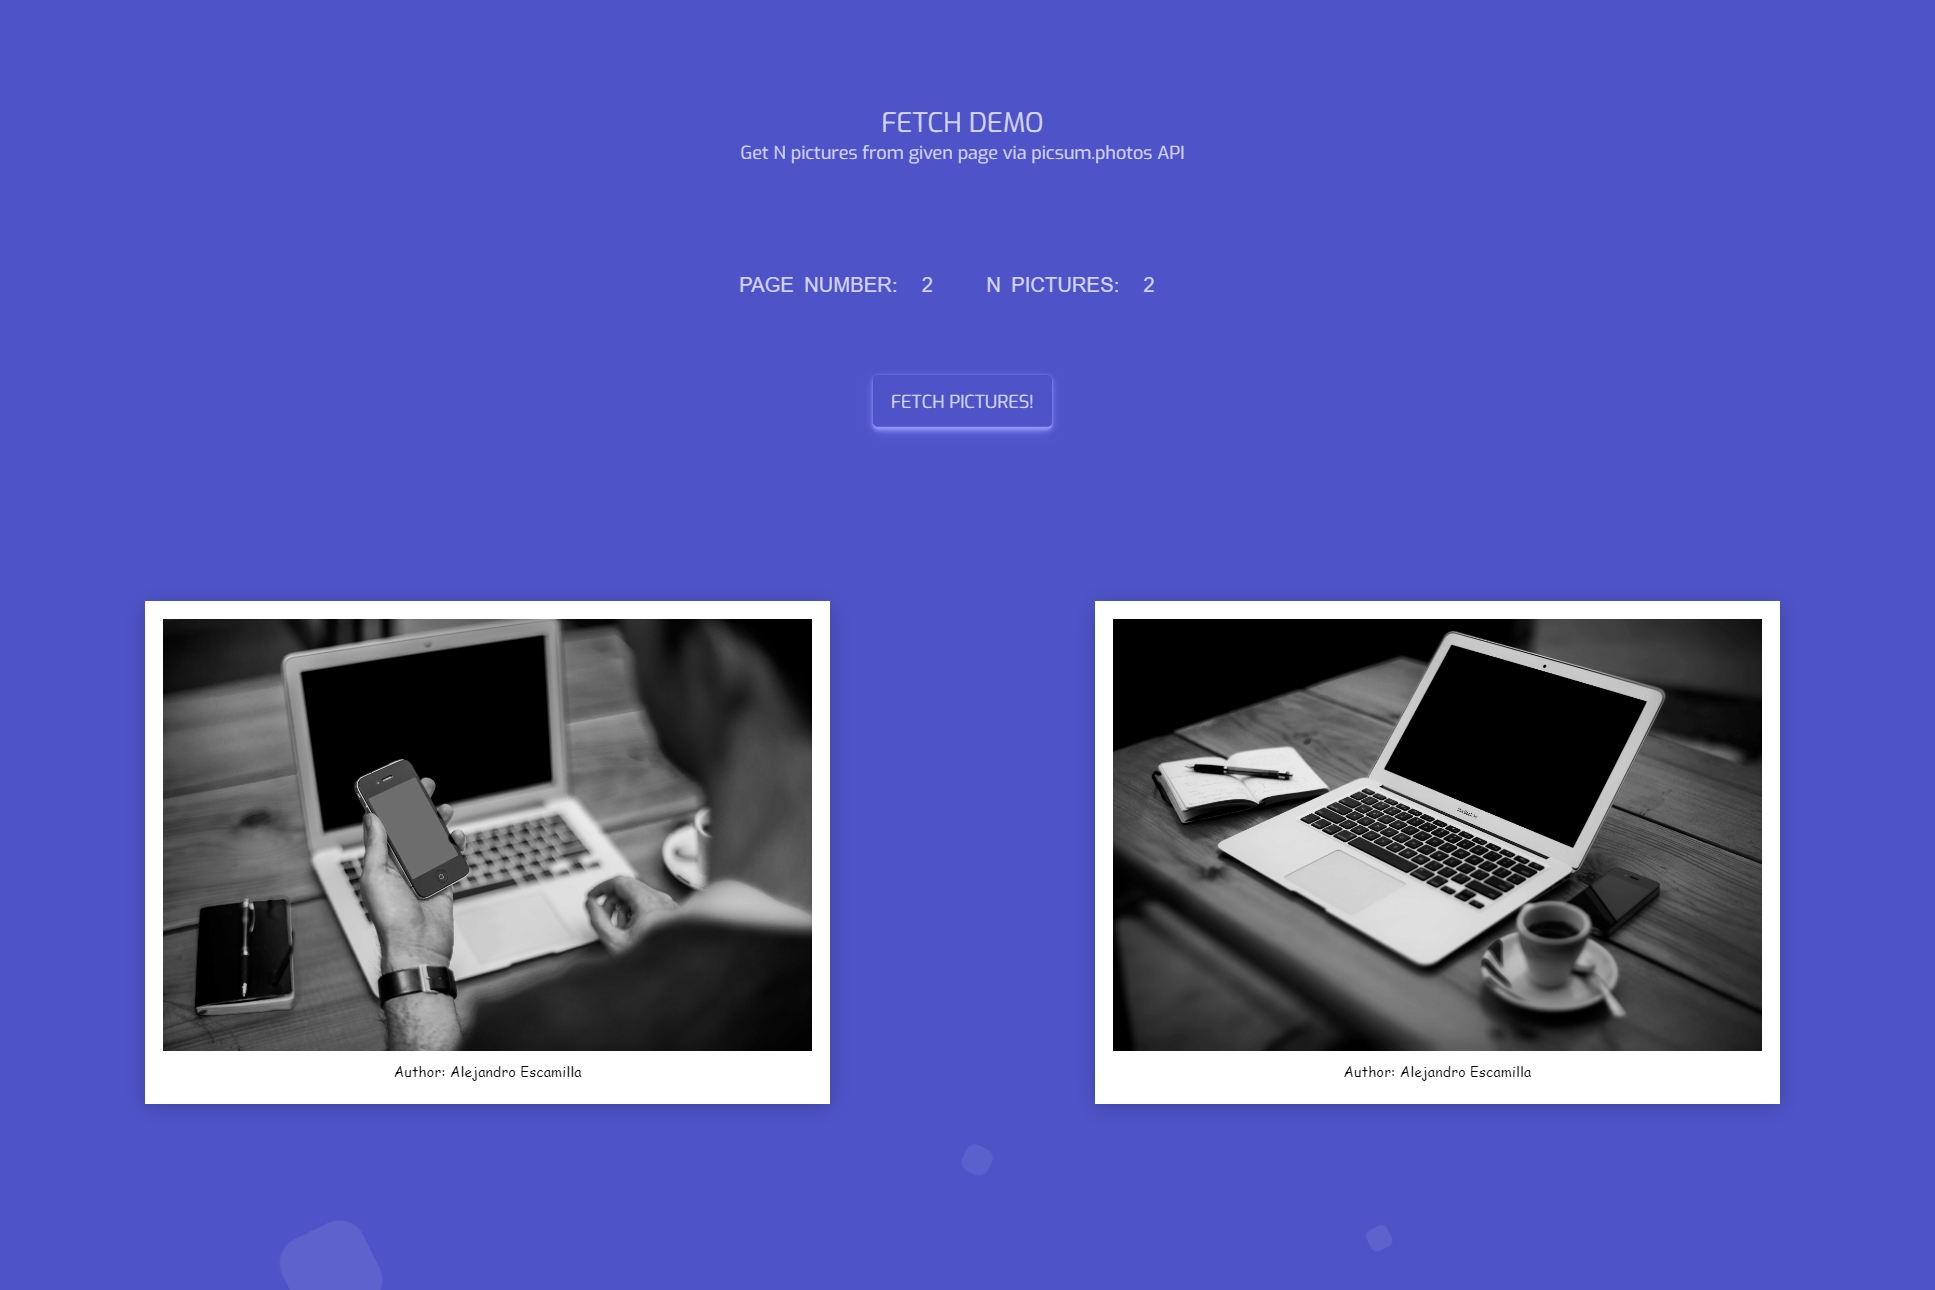 FETCH DEMO
Get N pictures from given page via picsum.photos API
PAGE NUMBER: 2 N PICTURES: 2
FETCH PICTURES!
Author: Alejandro Escamilla
Author: Alejandro Escamilla